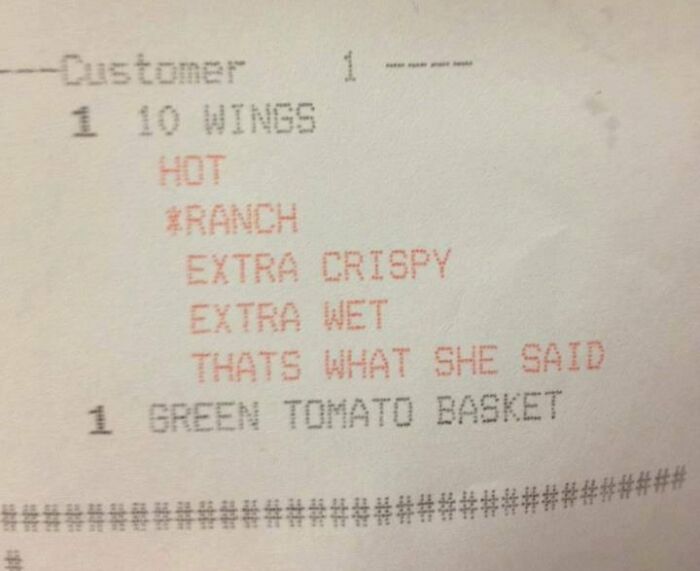 ---Customer 1 -----
1 10 WINGS
HOT
*RANCH
EXTRA CRISPY
EXTRA WET
THATS WHAT SHE SAID
1 GREEN TOMATO BASKET
##################################
#